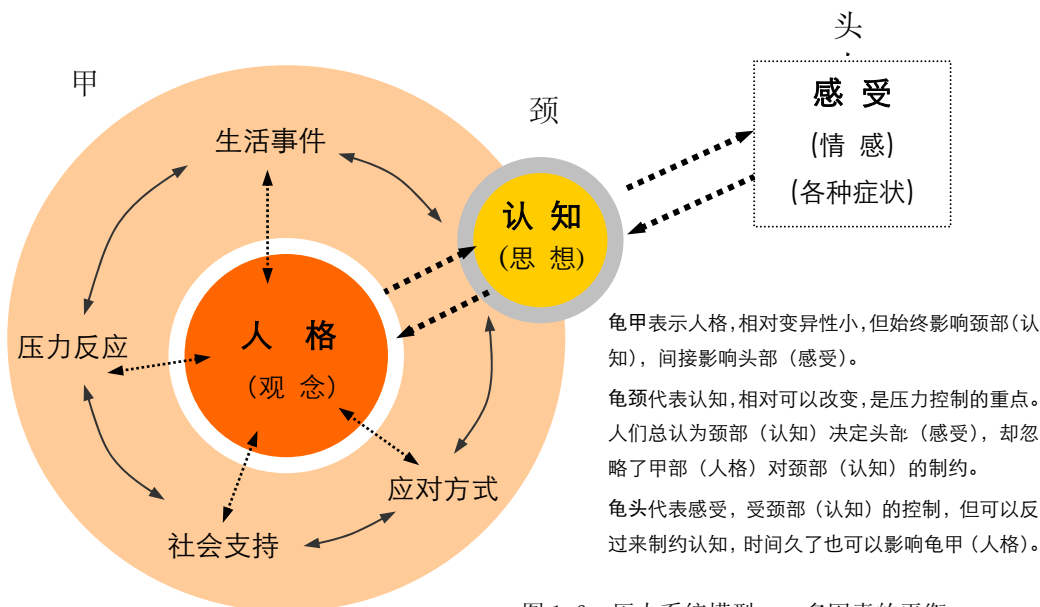 头
甲
颈
感 受
(情 感)
(各种症状)
生活事件
认 知
(思 想)
人 格
(观 念)
压力反应
应对方式
社会支持
龟甲表示人格,相对变异性小,但始终影响颈部(认
知)，间接影响头部（感受）。
龟颈代表认知,相对可以改变,是压力控制的重点。
人们总认为颈部（认知）决定头部（感受），却忽
略了甲部（人格）对颈部（认知）的制约。
龟头代表感受，受颈部（认知）的控制，但可以反
过来制约认知，时间久了也可以影响龟甲（人格）。